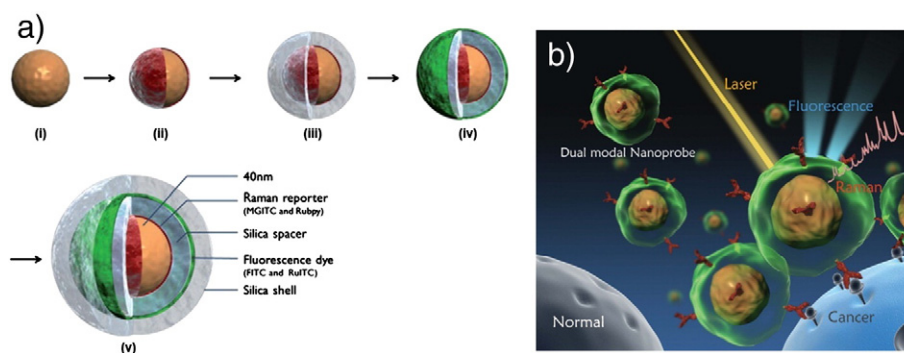 a)
(i)
(ii)
(iii)
(iv)
40nm
Raman reporter
(MGITC and Rubpy)
Silica spacer
Fluorescence dye
(FITC and RuITC)
Silica shell
(v)
b)
Laser
Fluorescence
Dual modal Nanoprobe
Raman
Normal
Cancer